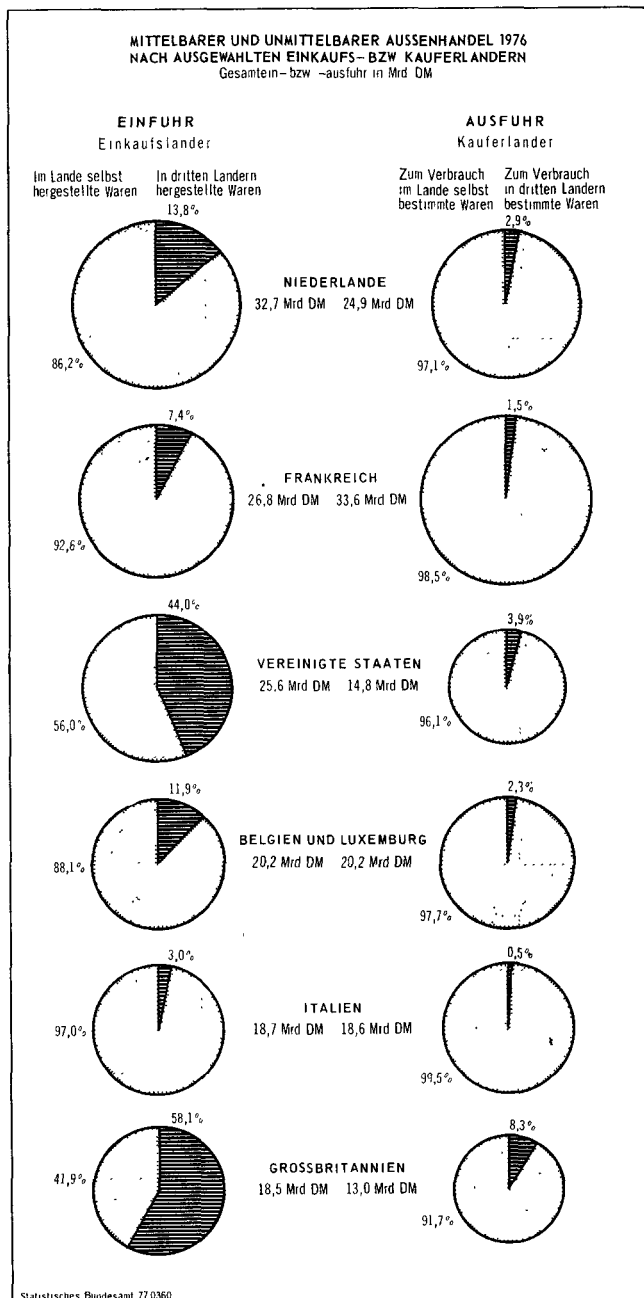 MITTELBARER UND UNMITTELBARER AUSSENHANDEL 1976
NACH AUSGEWAHLTEN EINKAUFS- BZW KAUFERLANDERN
Gesamtein- bzw -ausfuhr in Mrd DM
EINFUHR
Einkaufslander
AUSFUHR
Kauferlander
Im Lande selbst
hergestellte Waren
In dritten Landern
hergestellte Waren
Zum Verbrauch
im Lande selbst
bestimmte Waren
Zum Verbrauch
in dritten Landern
bestimmte Waren
13,8%
2,9%
NIEDERLANDE
32,7 Mrd DM 24,9 Mrd DM
86,2%
97,1%
7,4%
1,5%
FRANKREICH
26,8 Mrd DM 33,6 Mrd DM
92,6%
98,5%
44,0%
3,9%
VEREINIGTE STAATEN
25,6 Mrd DM 14,8 Mrd DM
56,0%
96,1%
11,9%
2,3%
BELGIEN UND LUXEMBURG
20,2 Mrd DM 20,2 Mrd DM
88,1%
97,7%
3,0%
0,5%
ITALIEN
18,7 Mrd DM 18,6 Mrd DM
97,0%
99,5%
58,1%
8,3%
GROSSBRITANNIEN
18,5 Mrd DM 13,0 Mrd DM
41,9%
91,7%
Statistisches Bundesamt 77 0360